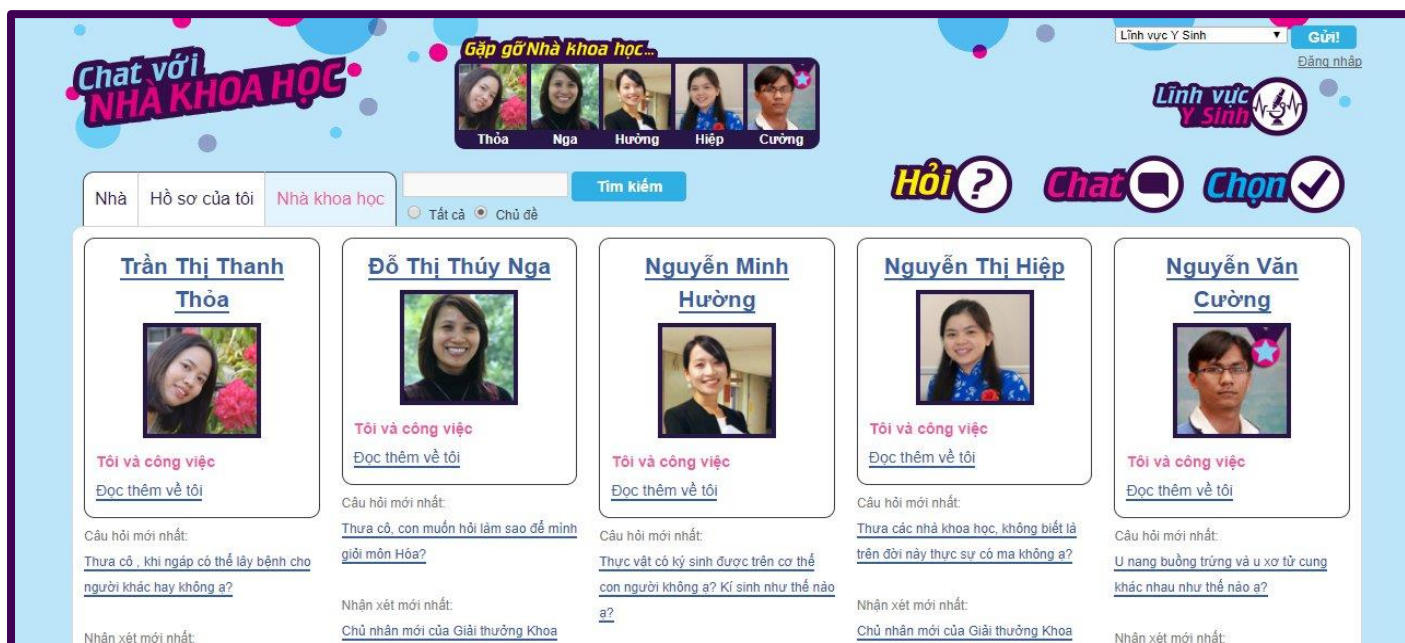 Chat với
NHÀ KHOA HỌC
Gặp gỡ Nhà khoa học...
Thỏa Nga Hường Hiệp Cường
Lĩnh vực Y Sinh
Gửi!
Đăng nhập
Lĩnh vực
Y Sinh
Hỏi ?
Chat
Chọn
Nhà
Hồ sơ của tôi
Nhà khoa học
Tìm kiếm
Tất cả Chủ đề
Trần Thị Thanh
Thỏa
Tôi và công việc
Đọc thêm về tôi
Câu hỏi mới nhất:
Thưa cô , khi ngáp có thể lây bệnh cho
người khác hay không ạ?
Nhận xét mới nhất:
Đỗ Thị Thúy Nga
Tôi và công việc
Đọc thêm về tôi
Câu hỏi mới nhất:
Thưa cô, con muốn hỏi làm sao để mình
giỏi môn Hóa?
Nhận xét mới nhất:
Chủ nhân mới của Giải thưởng Khoa
Nguyễn Minh
Hường
Tôi và công việc
Đọc thêm về tôi
Câu hỏi mới nhất:
Thực vật có ký sinh được trên cơ thể
con người không ạ? Kí sinh như thế nào
ạ?
Nguyễn Thị Hiệp
Tôi và công việc
Đọc thêm về tôi
Câu hỏi mới nhất:
Thưa các nhà khoa học, không biết là
trên đời này thực sự có ma không ạ?
Nhận xét mới nhất:
Chủ nhân mới của Giải thưởng Khoa
Nguyễn Văn
Cường
Tôi và công việc
Đọc thêm về tôi
Câu hỏi mới nhất:
U nang buồng trứng và u xơ tử cung
khác nhau như thế nào ạ?
Nhận xét mới nhất: